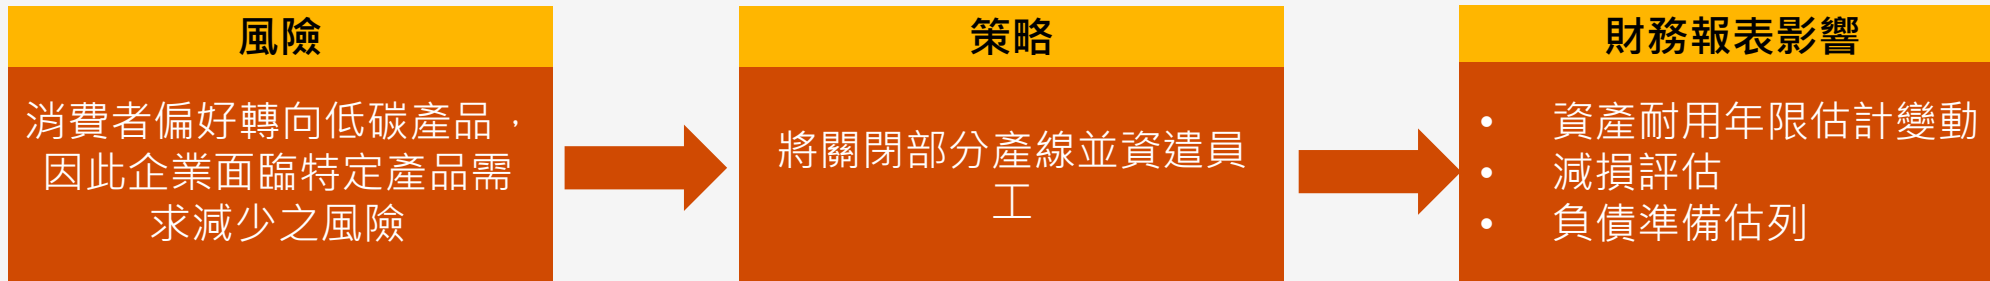 風險
消費者偏好轉向低碳產品，
因此企業面臨特定產品需
求減少之風險
策略
將關閉部分產線並資遣員
工
財務報表影響
• 資產耐用年限估計變動
• 減損評估
• 負債準備估列